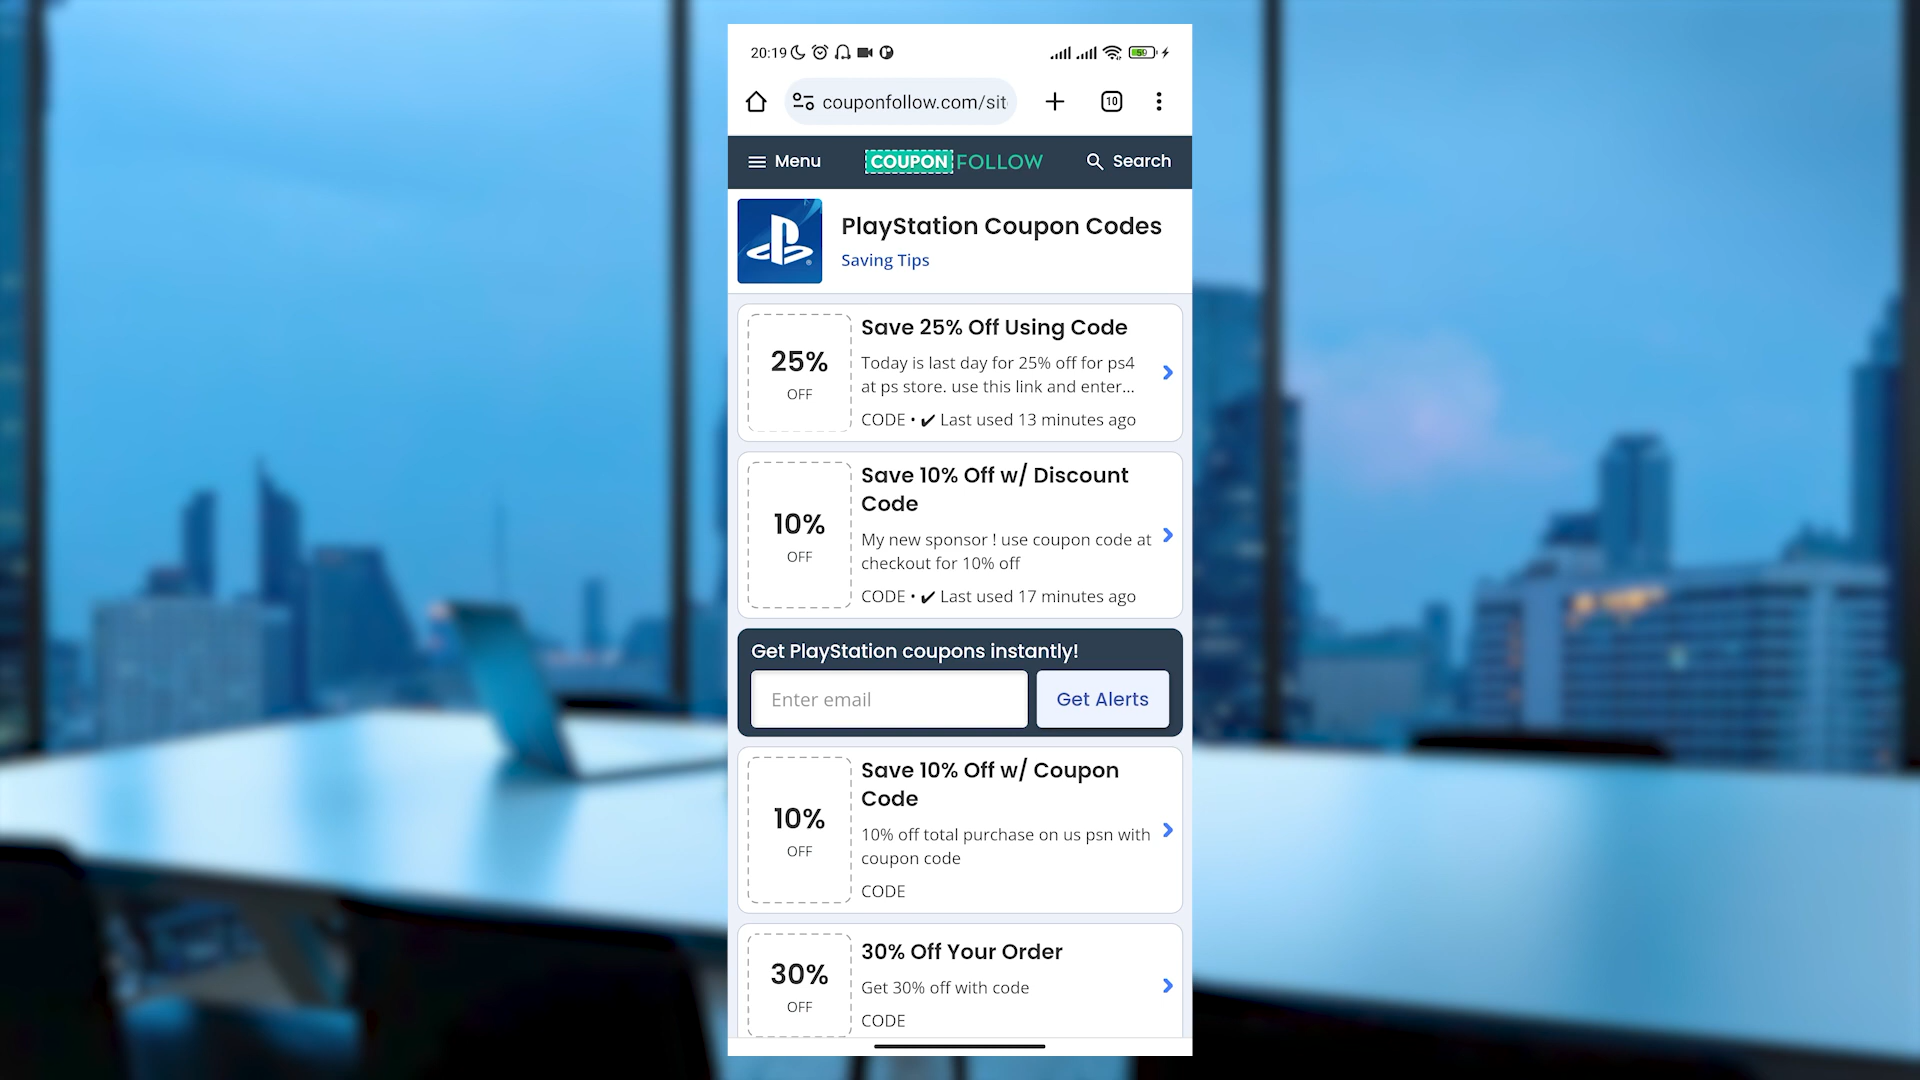 20:19
59
couponfollow.com/sit
10
Menu
COUPON FOLLOW
Search
PlayStation Coupon Codes
Saving Tips
25%
OFF
Save 25% Off Using Code
Today is last day for 25% off for ps4
at ps store. use this link and enter...
CODE • ✔ Last used 13 minutes ago
10%
OFF
Save 10% Off w/ Discount
Code
My new sponsor ! use coupon code at
checkout for 10% off
CODE • ✔ Last used 17 minutes ago
Get PlayStation coupons instantly!
Enter email
Get Alerts
10%
OFF
Save 10% Off w/ Coupon
Code
10% off total purchase on us psn with
coupon code
CODE
30%
OFF
30% Off Your Order
Get 30% off with code
CODE